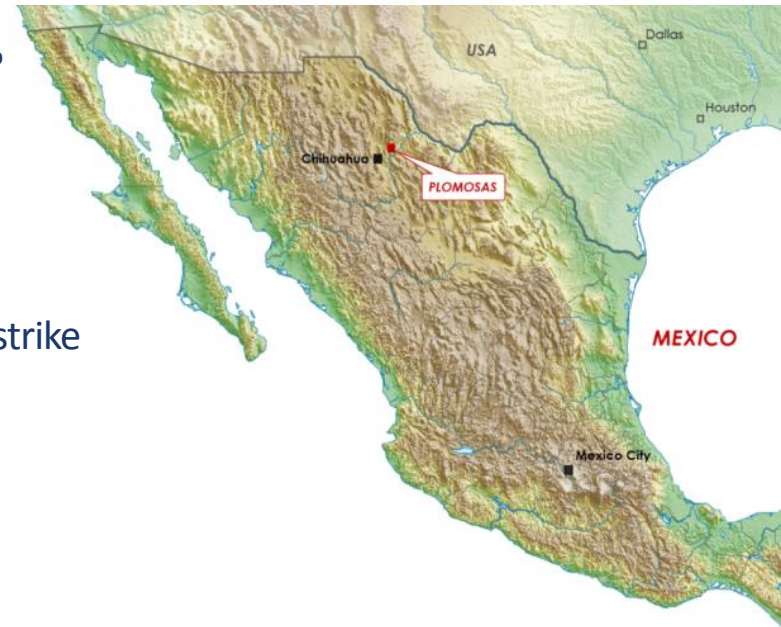 USA
Dallas
Houston
Chihuahua
PLOMOSAS
strike
MEXICO
Mexico City